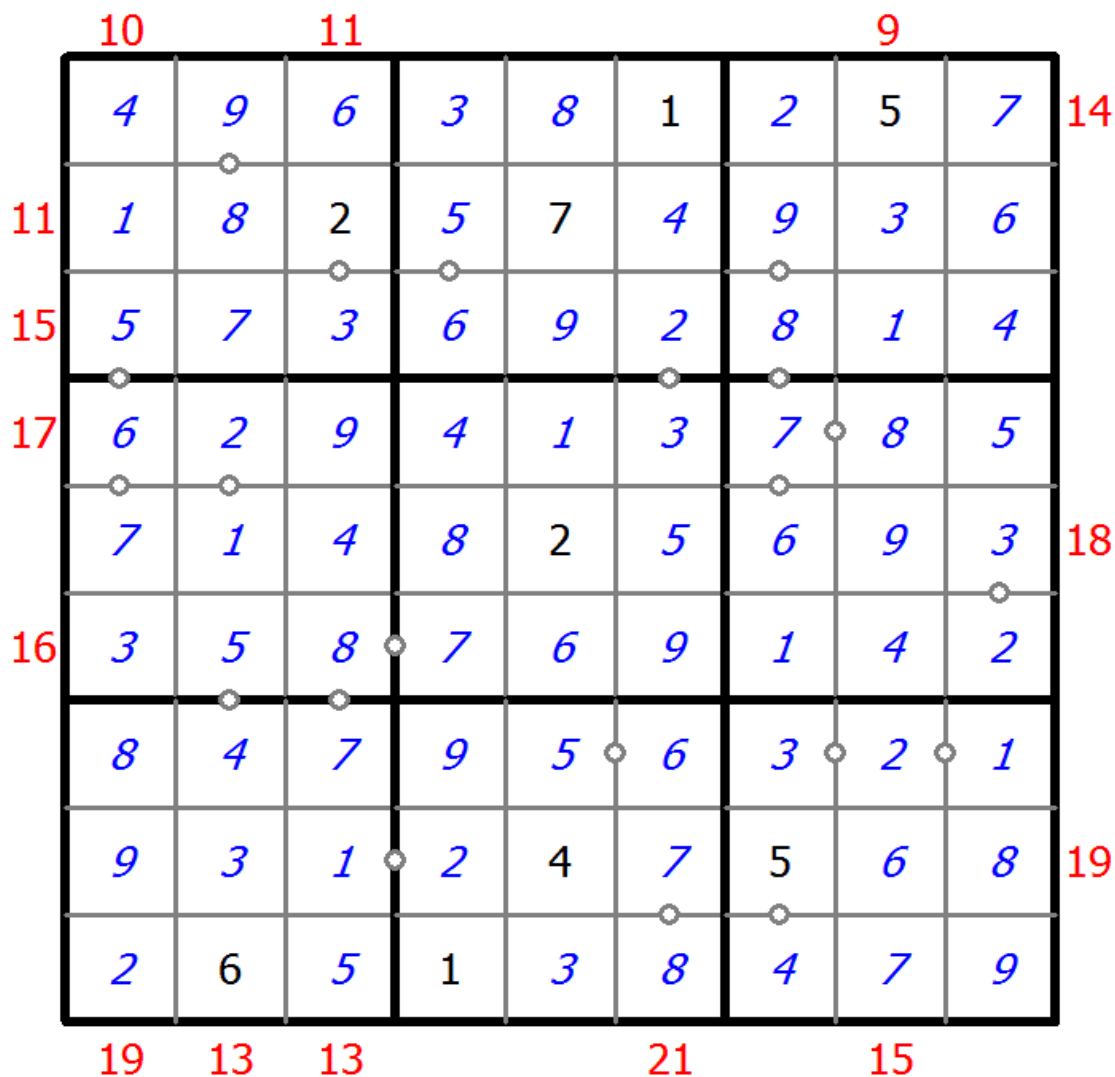 10 11 9
4 9 6 3 8 1 2 5 7 14
11 1 8 2 5 7 4 9 3 6
15 5 7 3 6 9 2 8 1 4
17 6 2 9 4 1 3 7 8 5
7 1 4 8 2 5 6 9 3 18
16 3 5 8 7 6 9 1 4 2
8 4 7 9 5 6 3 2 1
9 3 1 2 4 7 5 6 8 19
2 6 5 1 3 8 4 7 9
19 13 13 21 15